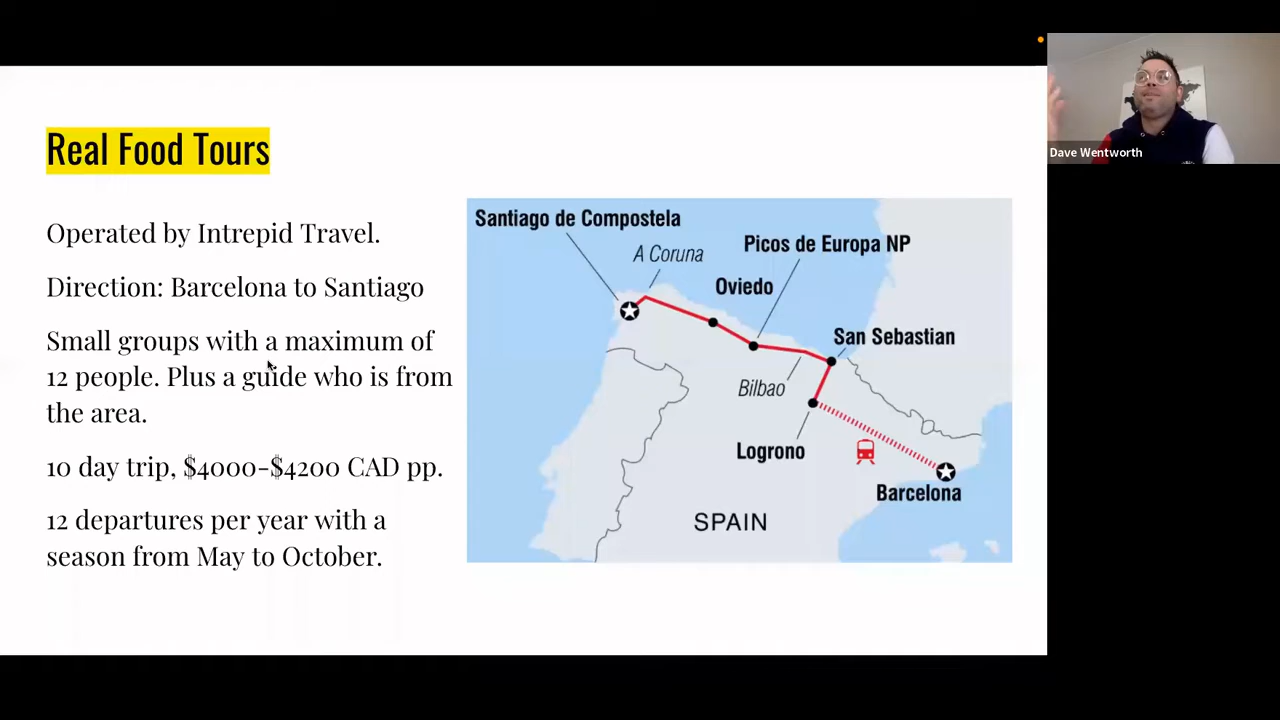 Real Food Tours
Operated by Intrepid Travel.
Direction: Barcelona to Santiago
Small groups with a maximum of
12 people. Plus a guide who is from
the area.
10 day trip, $4000-$4200 CAD pp.
12 departures per year with a
season from May to October.
Santiago de Compostela
A Coruna
Picos de Europa NP
Oviedo
San Sebastian
Bilbao
Logrono
Barcelona
SPAIN
Dave Wentworth